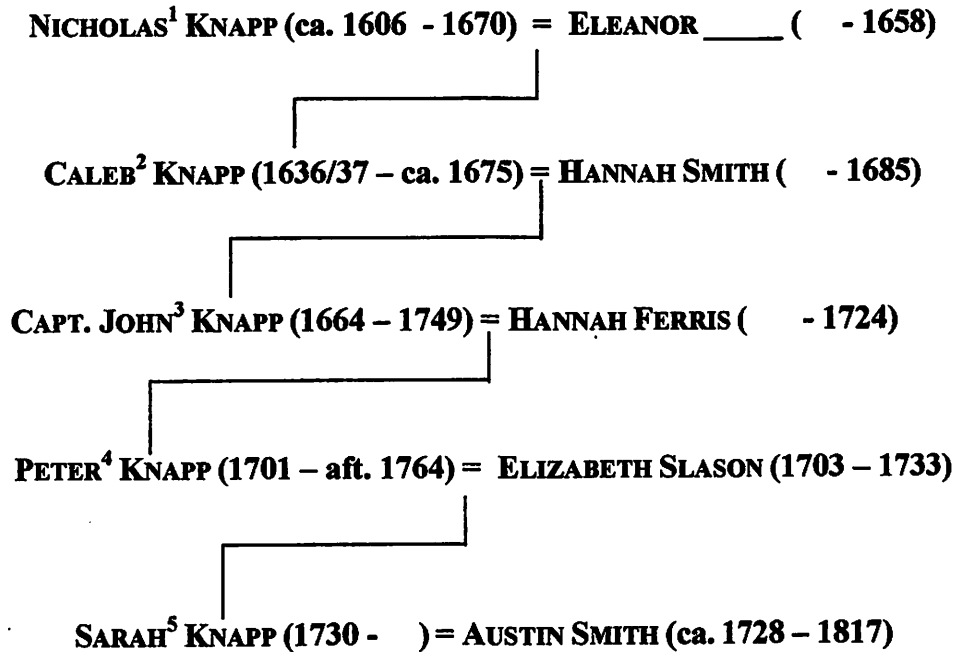 NICHOLAS¹ KNAPP (ca. 1606 - 1670) = ELEANOR _____ ( - 1658)
CALEB² KNAPP (1636/37 – ca. 1675) = HANNAH SMITH ( - 1685)
CAPT. JOHN³ KNAPP (1664 – 1749) = HANNAH FERRIS ( - 1724)
PETER⁴ KNAPP (1701 – aft. 1764) = ELIZABETH SLASON (1703 – 1733)
SARAH⁵ KNAPP (1730 - ) = AUSTIN SMITH (ca. 1728 – 1817)